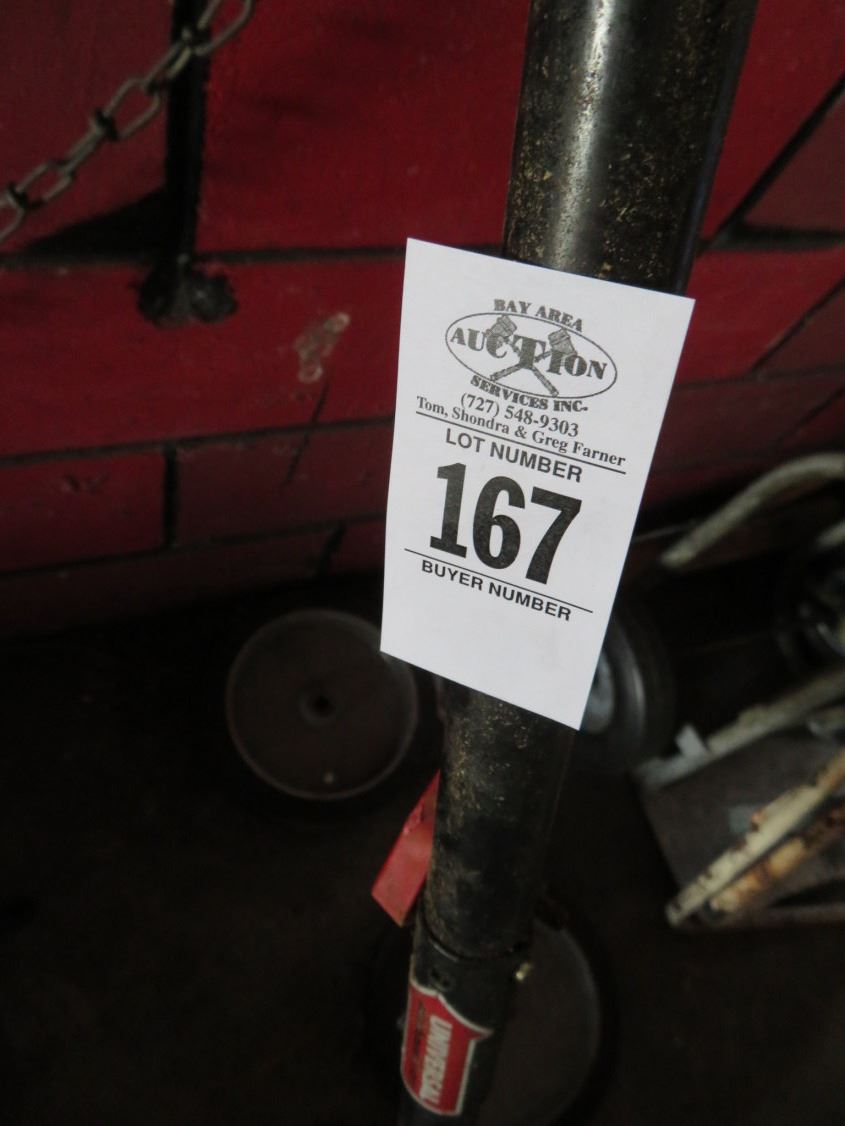 BAY AREA
AUCTION
SERVICES INC.
(727) 548-9303
Tom, Shondra & Greg Farner
LOT NUMBER
167
BUYER NUMBER
UNIVERSAL